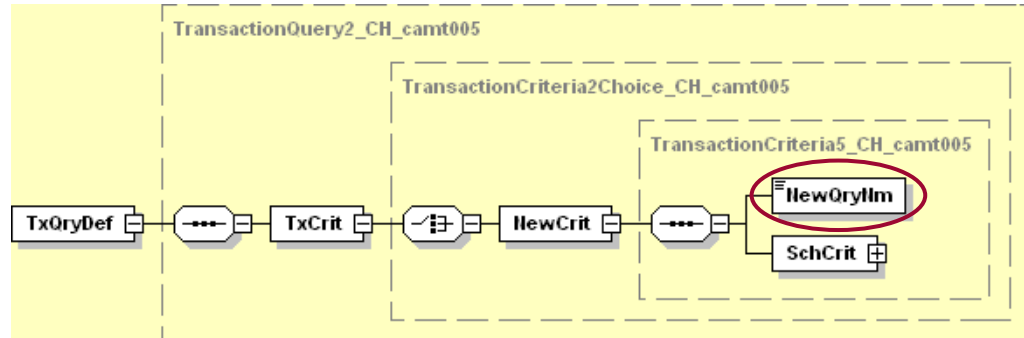 TransactionQuery2_CH_camt005
TransactionCriteria2Choice_CH_camt005
TransactionCriteria5_CH_camt005
NewQryNm
TxQryDef
TxCrit
NewCrit
SchCrit